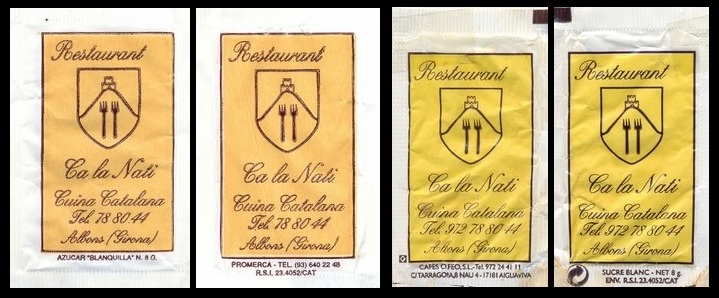 Restaurant
Ca la Nati
Cuina Catalana
Tel. 78 80 44
Albons (Girona)
AZUCAR "BLANQUILLA" N. 8 G.
Restaurant
Ca la Nati
Cuina Catalana
Tel. 78 80 44
Albons (Girona)
PROMERCA - TEL. (93) 640 22 48
R.S.I. 23.4052/CAT
Restaurant
Ca la Nati
Cuina Catalana
Tel. 972 78 80 44
Albons (Girona)
CAFES O.FEO, S.L.-Tel. 972 24 41 11
C/TARRAGONA, 8 NAU 4 - 17181 AIGUAVIVA
Restaurant
Ca la Nati
Cuina Catalana
Tel. 972 78 80 44
Albons (Girona)
SUCRE BLANC - NET 8 g.
ENV. R.S.I. 23.4052/CAT